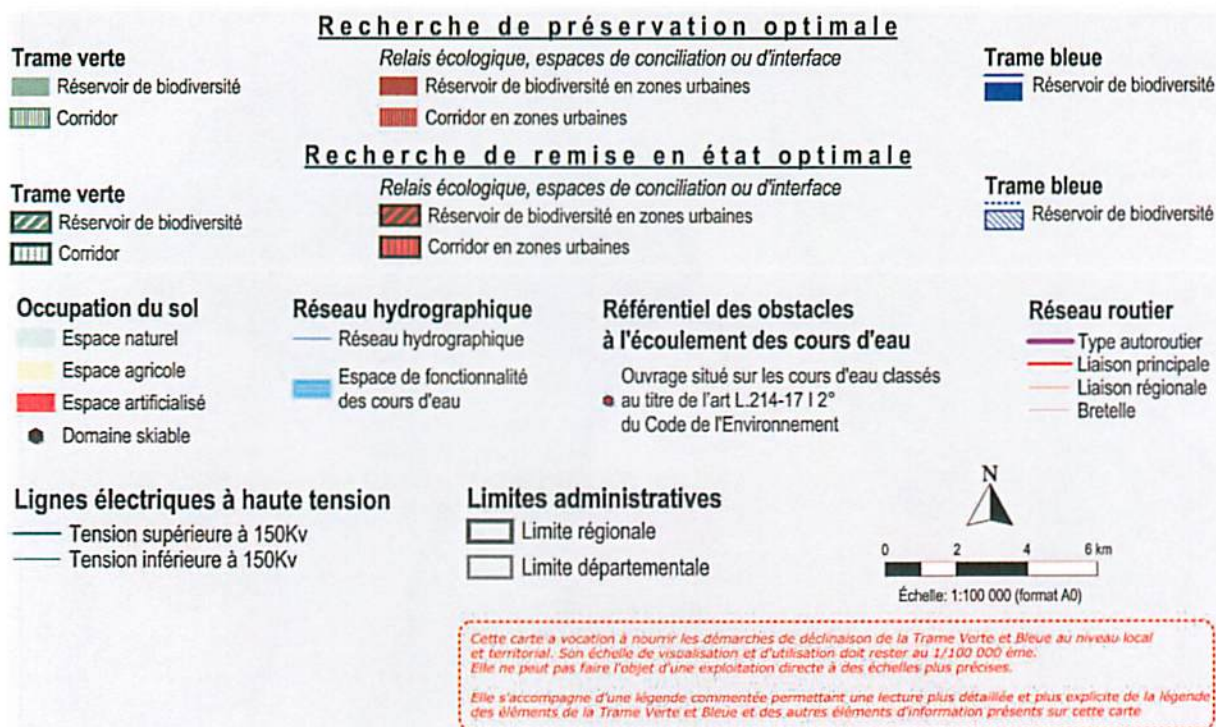 Recherche de préservation optimale
Trame verte
Réservoir de biodiversité
Corridor
Relais écologique, espaces de conciliation ou d'interface
Réservoir de biodiversité en zones urbaines
Corridor en zones urbaines
Trame bleue
Réservoir de biodiversité
Recherche de remise en état optimale
Trame verte
Réservoir de biodiversité
Corridor
Relais écologique, espaces de conciliation ou d'interface
Réservoir de biodiversité en zones urbaines
Corridor en zones urbaines
Trame bleue
Réservoir de biodiversité
Occupation du sol
Espace naturel
Espace agricole
Espace artificialisé
Domaine skiable
Réseau hydrographique
Réseau hydrographique
Espace de fonctionnalité
des cours d'eau
Référentiel des obstacles
à l'écoulement des cours d'eau
Ouvrage situé sur les cours d'eau classés
au titre de l'art L.214-17 I 2°
du Code de l'Environnement
Réseau routier
Type autoroutier
Liaison principale
Liaison régionale
Bretelle
Lignes électriques à haute tension
Tension supérieure à 150Kv
Tension inférieure à 150Kv
Limites administratives
Limite régionale
Limite départementale
N
0 2 4 6 km
Échelle: 1:100 000 (format A0)
Cette carte a vocation à nourrir les démarches de déclinaison de la Trame Verte et Bleue au niveau local
et territorial. Son échelle de visualisation et d'utilisation doit rester au 1/100 000 ème.
Elle ne peut pas faire l'objet d'une exploitation directe à des échelles plus précises.
Elle s'accompagne d'une légende commentée permettant une lecture plus détaillée et plus explicite de la légende
des éléments de la Trame Verte et Bleue et des autres éléments d'information présents sur cette carte